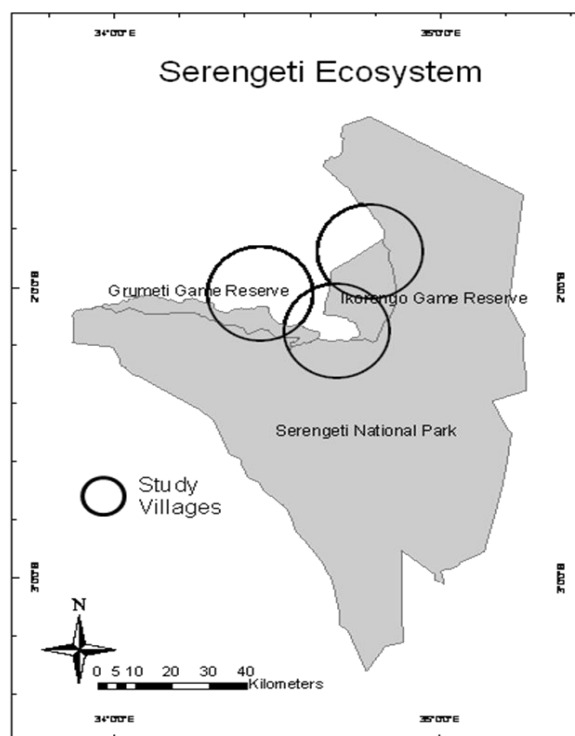 34°00'E 35°00'E
Serengeti Ecosystem
Grumeti Game Reserve
Ikorongo Game Reserve
Serengeti National Park
Study
Villages
N
0 5 10 20 30 40
Kilometers
34°00'E 35°00'E